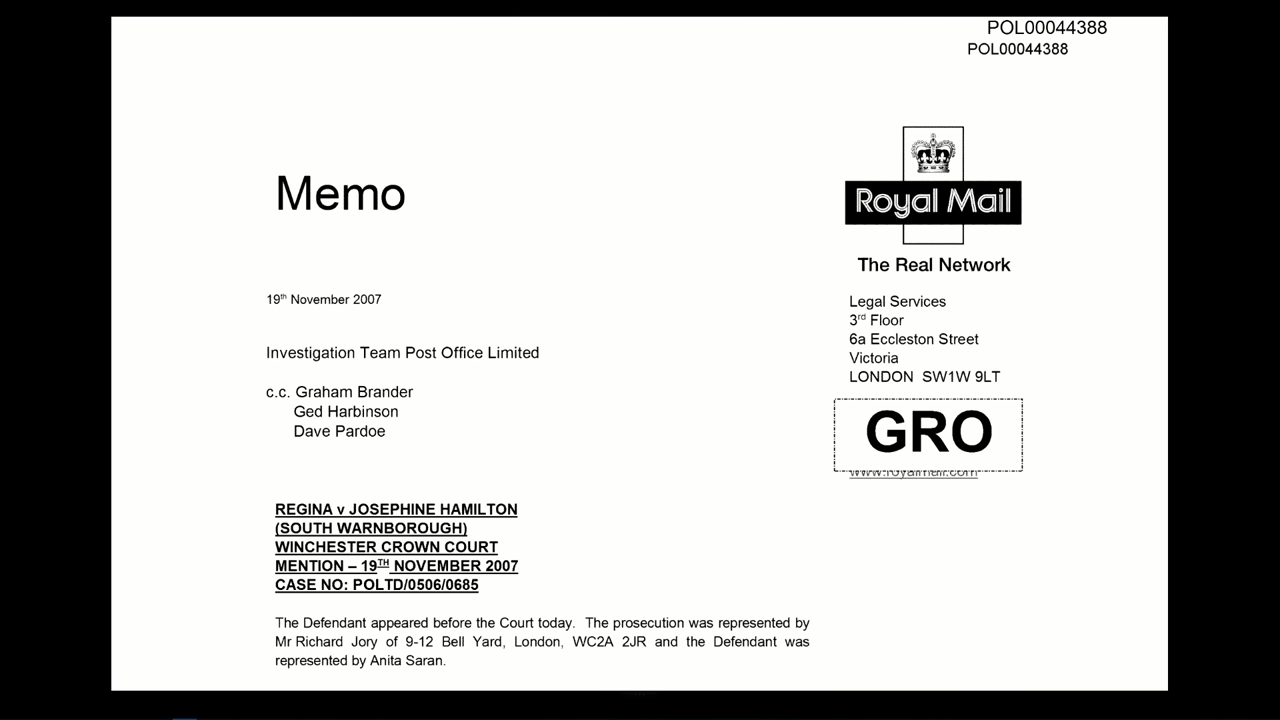 POL00044388
POL00044388
Memo
Royal Mail
The Real Network
19th November 2007
Legal Services
3rd Floor
6a Eccleston Street
Victoria
LONDON SW1W 9LT
Investigation Team Post Office Limited
c.c. Graham Brander
Ged Harbinson
Dave Pardoe
GRO
www.royalmail.com
REGINA v JOSEPHINE HAMILTON
(SOUTH WARNBOROUGH)
WINCHESTER CROWN COURT
MENTION – 19TH NOVEMBER 2007
CASE NO: POLTD/0506/0685
The Defendant appeared before the Court today. The prosecution was represented by
Mr Richard Jory of 9-12 Bell Yard, London, WC2A 2JR and the Defendant was
represented by Anita Saran.